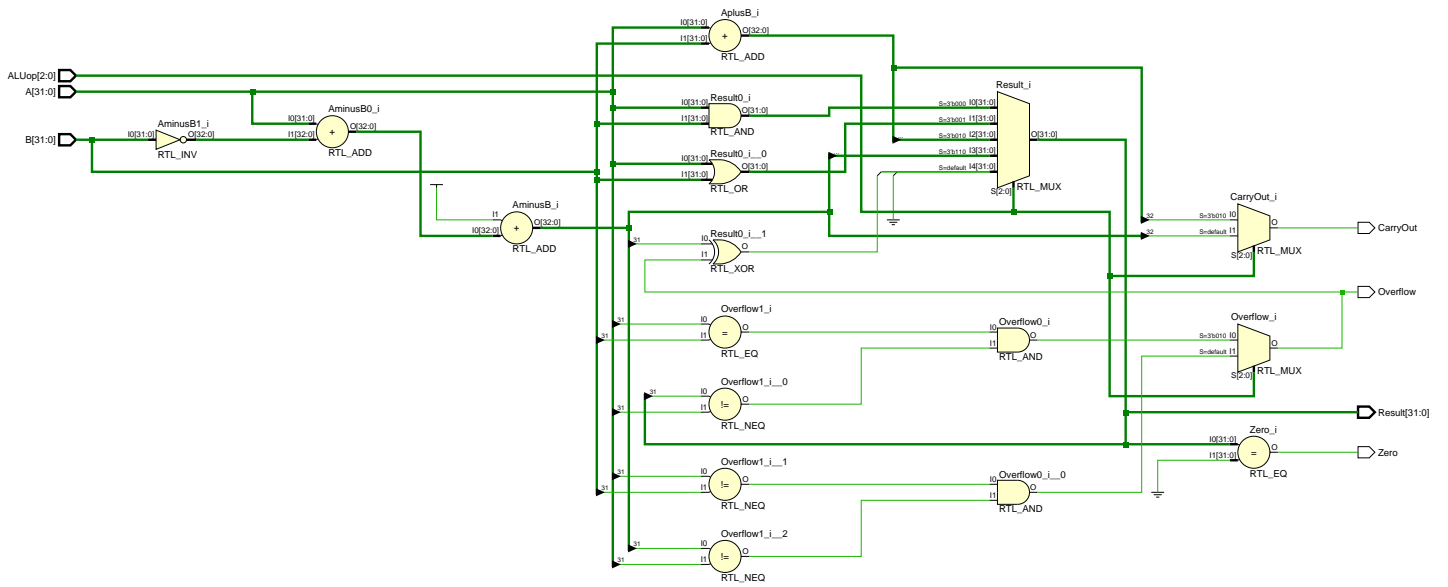 AplusB_i
I0[31:0]
I1[31:0]
O[32:0]
+
RTL_ADD
ALUop[2:0]
A[31:0]
B[31:0]
AminusB1_i
I0[31:0]
O[32:0]
RTL_INV
AminusB0_i
I0[31:0]
I1[32:0]
O[32:0]
+
RTL_ADD
AminusB_i
I1
I0[32:0]
O[32:0]
+
RTL_ADD
Result0_i
I0[31:0]
I1[31:0]
O[31:0]
RTL_AND
Result0_i__0
I0[31:0]
I1[31:0]
O[31:0]
RTL_OR
Result_i
S=3'b000 I0[31:0]
S=3'b001 I1[31:0]
S=3'b010 I2[31:0]
S=3'b110 I3[31:0]
S=default I4[31:0]
S[2:0]
O[31:0]
RTL_MUX
Result0_i__1
31
I0
I1
O
RTL_XOR
CarryOut_i
32
S=3'b010 I0
32
S=default I1
S[2:0]
O
RTL_MUX
CarryOut
Overflow
Overflow1_i
31
I0
31
I1
O
=
RTL_EQ
Overflow0_i
I0
I1
O
RTL_AND
Overflow_i
S=3'b010 I0
S=default I1
S[2:0]
O
RTL_MUX
Overflow1_i__0
31
I0
31
I1
O
!=
RTL_NEQ
Result[31:0]
Zero_i
I0[31:0]
I1[31:0]
O
=
RTL_EQ
Zero
Overflow1_i__1
31
I0
31
I1
O
!=
RTL_NEQ
Overflow0_i__0
I0
I1
O
RTL_AND
Overflow1_i__2
31
I0
31
I1
O
!=
RTL_NEQ